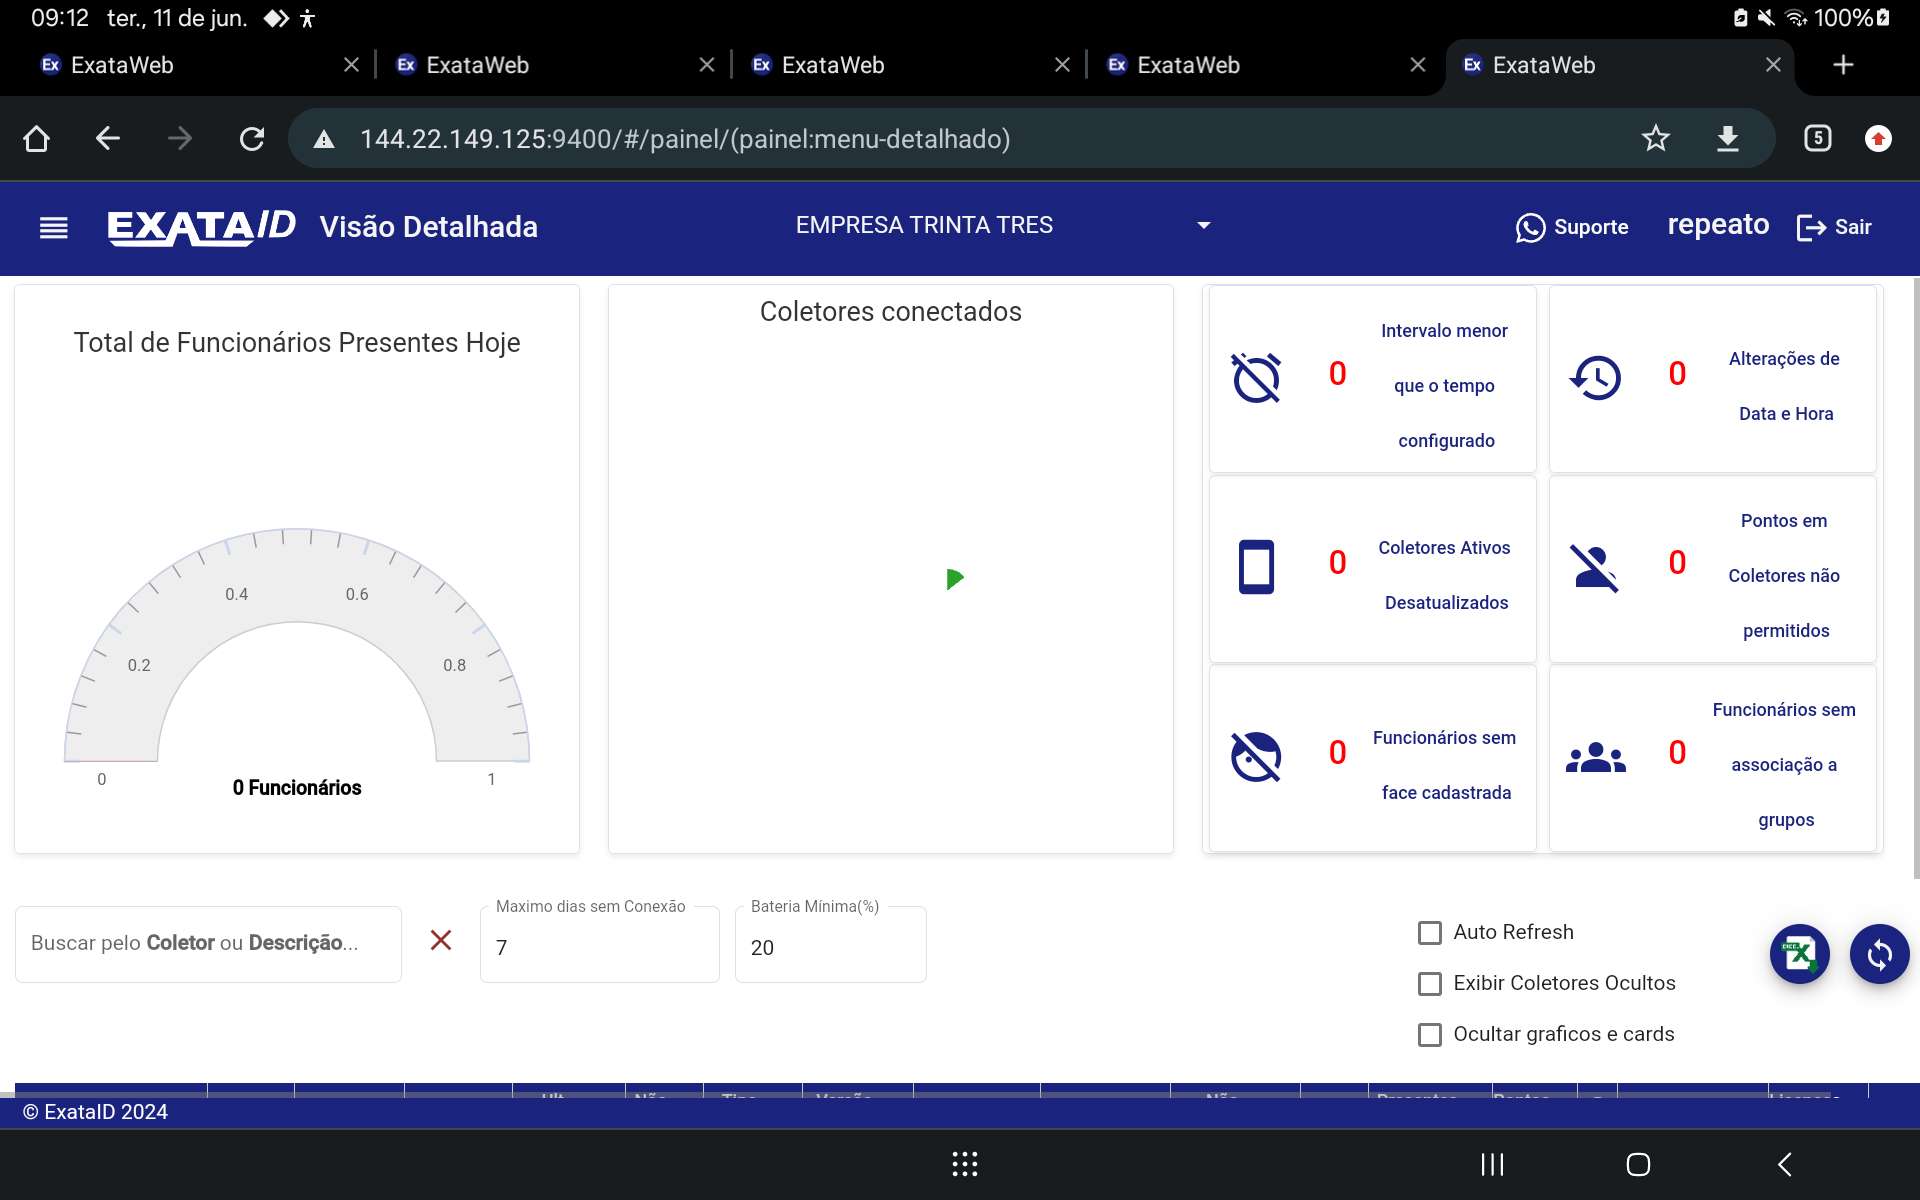 09:12 ter., 11 de jun. 100%
Ex ExataWeb Ex ExataWeb Ex ExataWeb Ex ExataWeb Ex ExataWeb
144.22.149.125:9400/#/painel/(painel:menu-detalhado) 5
EXATAID Visão Detalhada EMPRESA TRINTA TRES Suporte repeato Sair
Total de Funcionários Presentes Hoje
0.4 0.6
0.2 0.8
0 1
0 Funcionários
Coletores conectados
0 Intervalo menor
que o tempo
configurado
0 Alterações de
Data e Hora
0 Coletores Ativos
Desatualizados
0 Pontos em
Coletores não
permitidos
0 Funcionários sem
face cadastrada
0 Funcionários sem
associação a
grupos
Buscar pelo Coletor ou Descrição...
Maximo dias sem Conexão
7
Bateria Mínima(%)
20
Auto Refresh
Exibir Coletores Ocultos
Ocultar graficos e cards
© ExataID 2024